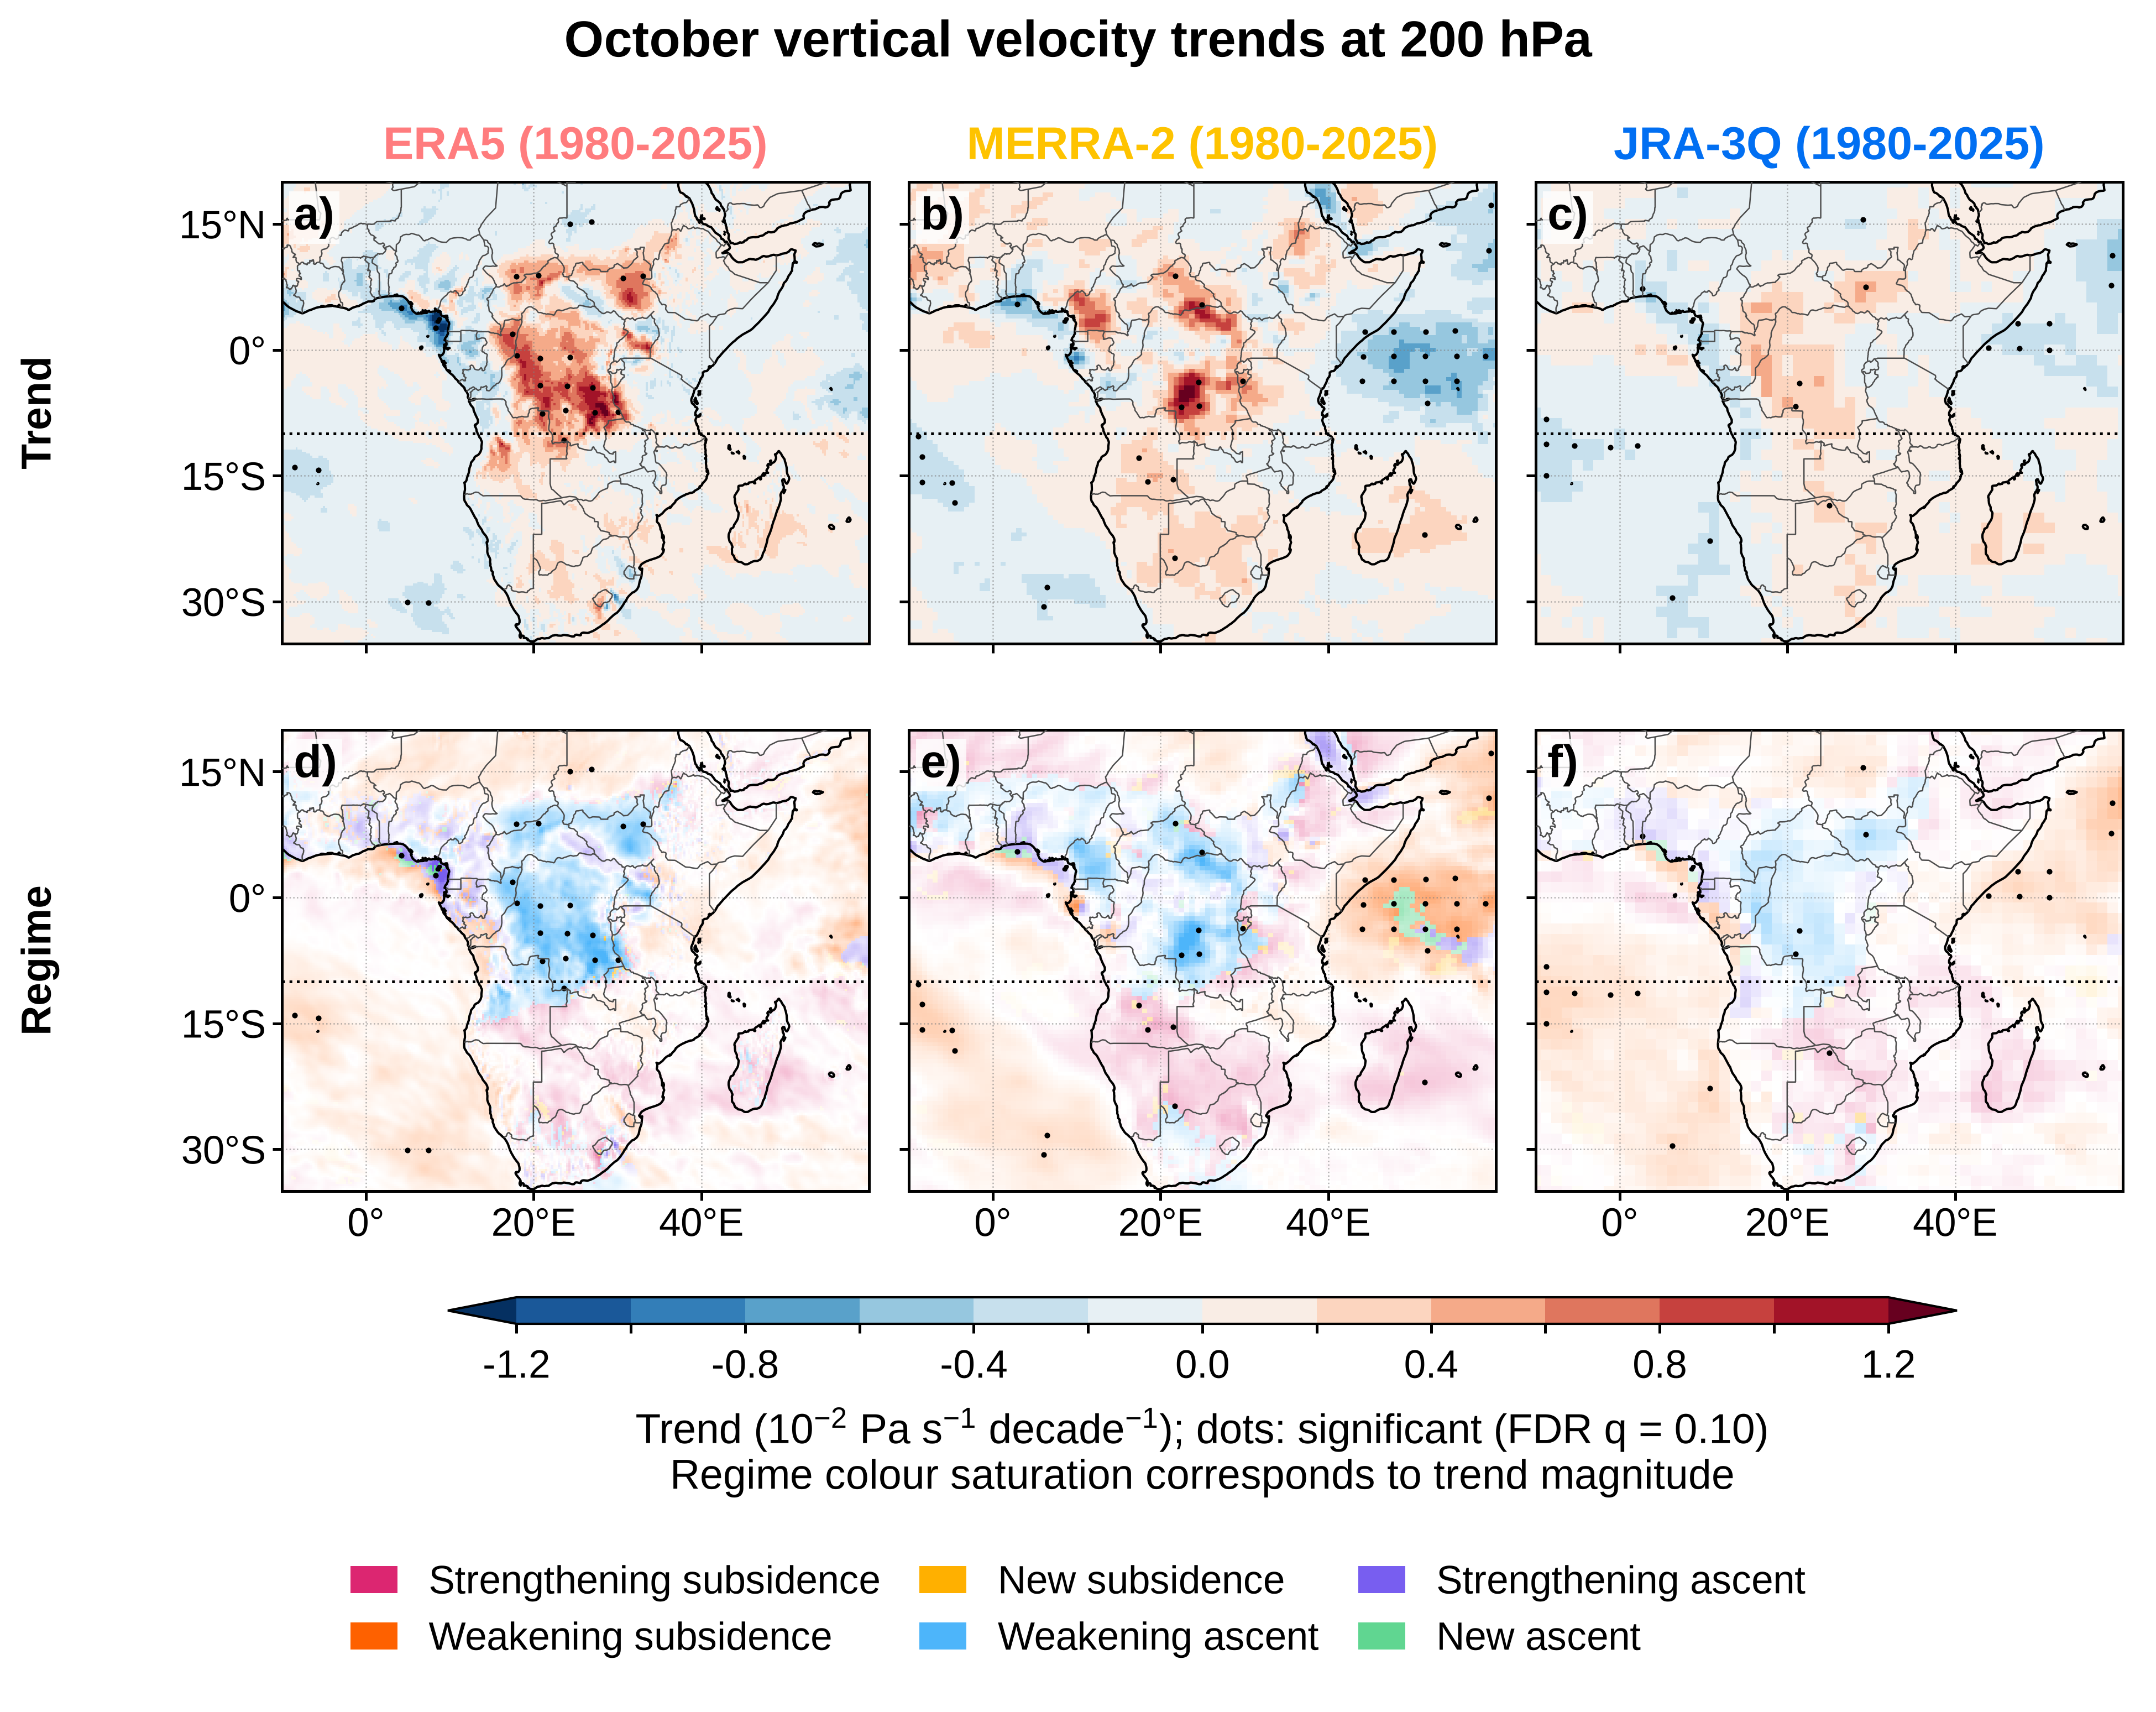 October vertical velocity trends at 200 hPa
ERA5 (1980-2025) MERRA-2 (1980-2025) JRA-3Q (1980-2025)
Trend
a) b) c)
15°N
0°
15°S
30°S
Regime
d) e) f)
15°N
0°
15°S
30°S
0° 20°E 40°E 0° 20°E 40°E 0° 20°E 40°E
-1.2 -0.8 -0.4 0.0 0.4 0.8 1.2
Trend (10⁻² Pa s⁻¹ decade⁻¹); dots: significant (FDR q = 0.10)
Regime colour saturation corresponds to trend magnitude
Strengthening subsidence New subsidence Strengthening ascent
Weakening subsidence Weakening ascent New ascent